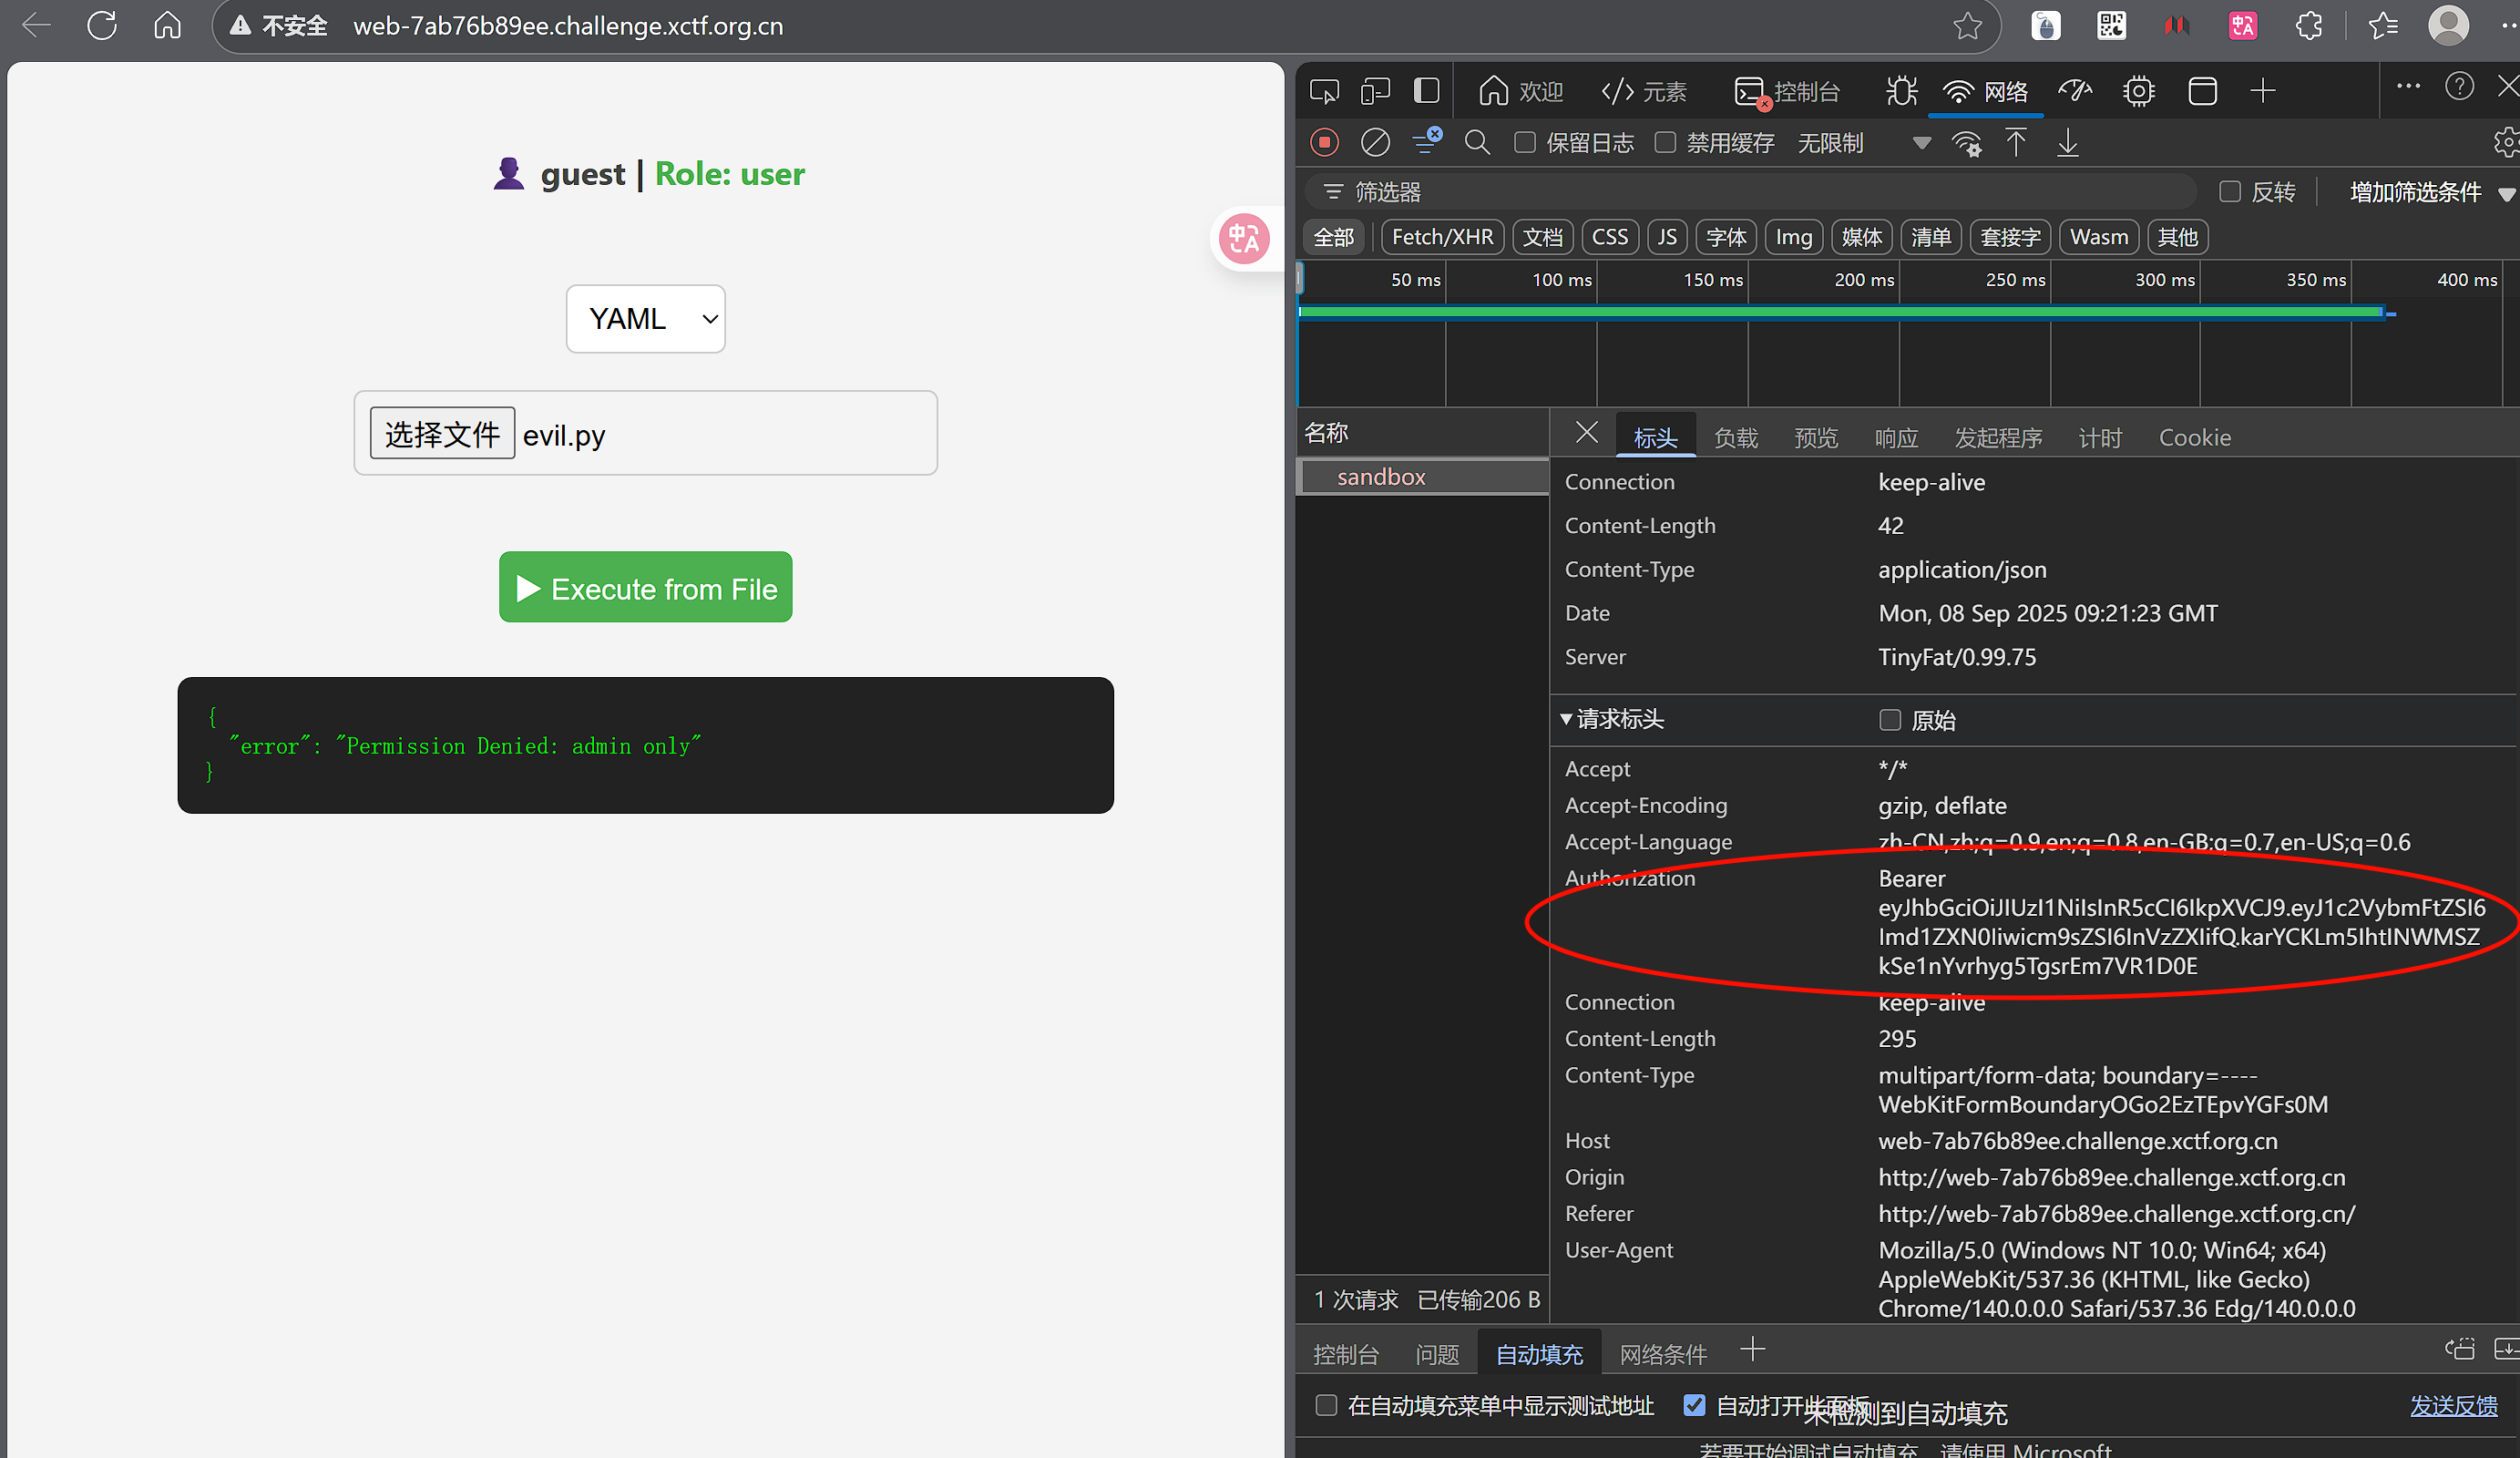 不安全 web-7ab76b89ee.challenge.xctf.org.cn
guest | Role: user
中A
YAML
选择文件 evil.py
Execute from File
{
"error": "Permission Denied: admin only"
}
欢迎 元素 控制台 网络
保留日志 禁用缓存 无限制
筛选器 反转 增加筛选条件
全部 Fetch/XHR 文档 CSS JS 字体 Img 媒体 清单 套接字 Wasm 其他
50 ms 100 ms 150 ms 200 ms 250 ms 300 ms 350 ms 400 ms
名称
sandbox
标头 负载 预览 响应 发起程序 计时 Cookie
Connection keep-alive
Content-Length 42
Content-Type application/json
Date Mon, 08 Sep 2025 09:21:23 GMT
Server TinyFat/0.99.75
请求标头 原始
Accept */*
Accept-Encoding gzip, deflate
Accept-Language zh-CN,zh;q=0.9,en;q=0.8,en-GB;q=0.7,en-US;q=0.6
Authorization Bearer
eyJhbGciOiJIUzI1NiIsInR5cCI6IkpXVCJ9.eyJ1c2VybmFtZSI6
Imd1ZXN0Iiwicm9sZSI6InVzZXIifQ.karYCKLm5IhtINWMSZ
kSe1nYvrhyg5TgsrEm7VR1D0E
Connection keep-alive
Content-Length 295
Content-Type multipart/form-data; boundary=----
WebKitFormBoundaryOGo2EzTEpvYGFs0M
Host web-7ab76b89ee.challenge.xctf.org.cn
Origin http://web-7ab76b89ee.challenge.xctf.org.cn
Referer http://web-7ab76b89ee.challenge.xctf.org.cn/
User-Agent Mozilla/5.0 (Windows NT 10.0; Win64; x64)
AppleWebKit/537.36 (KHTML, like Gecko)
Chrome/140.0.0.0 Safari/537.36 Edg/140.0.0.0
1 次请求 已传输206 B
控制台 问题 自动填充 网络条件
在自动填充菜单中显示测试地址 自动打开此面板 发送反馈
未检测到自动填充
若要开始调试自动填充，请使用 Microsoft